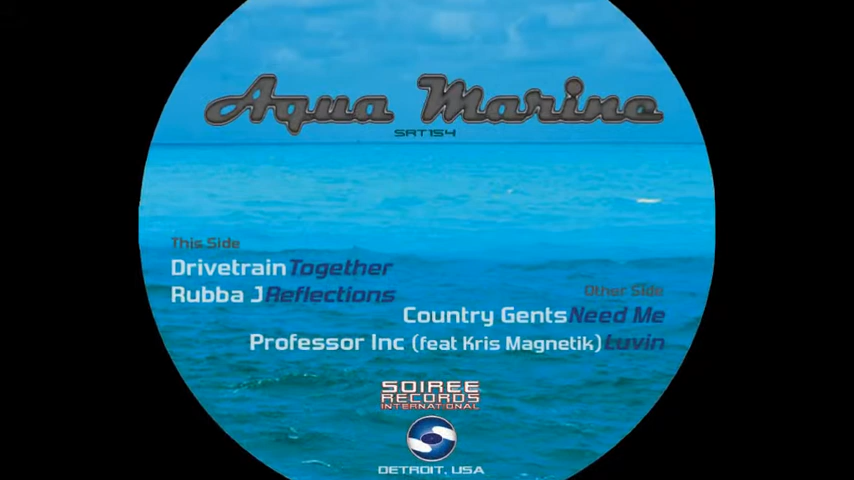 Aqua Marine
SRT154
This Side
Drivetrain Together
Rubba J Reflections
Other Side
Country Gents Need Me
Professor Inc (feat Kris Magnetik) Luvin
SOIREE
RECORDS
INTERNATIONAL
DETROIT, USA